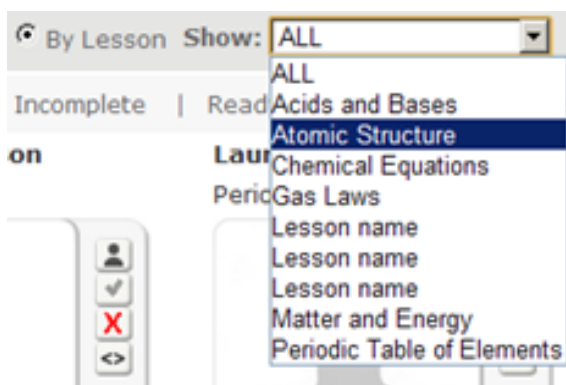 By Lesson Show: ALL
ALL
Incomplete | Read
Acids and Bases
Atomic Structure
on Laur
Chemical Equations
Perio
Gas Laws
Lesson name
Lesson name
Lesson name
Matter and Energy
Periodic Table of Elements